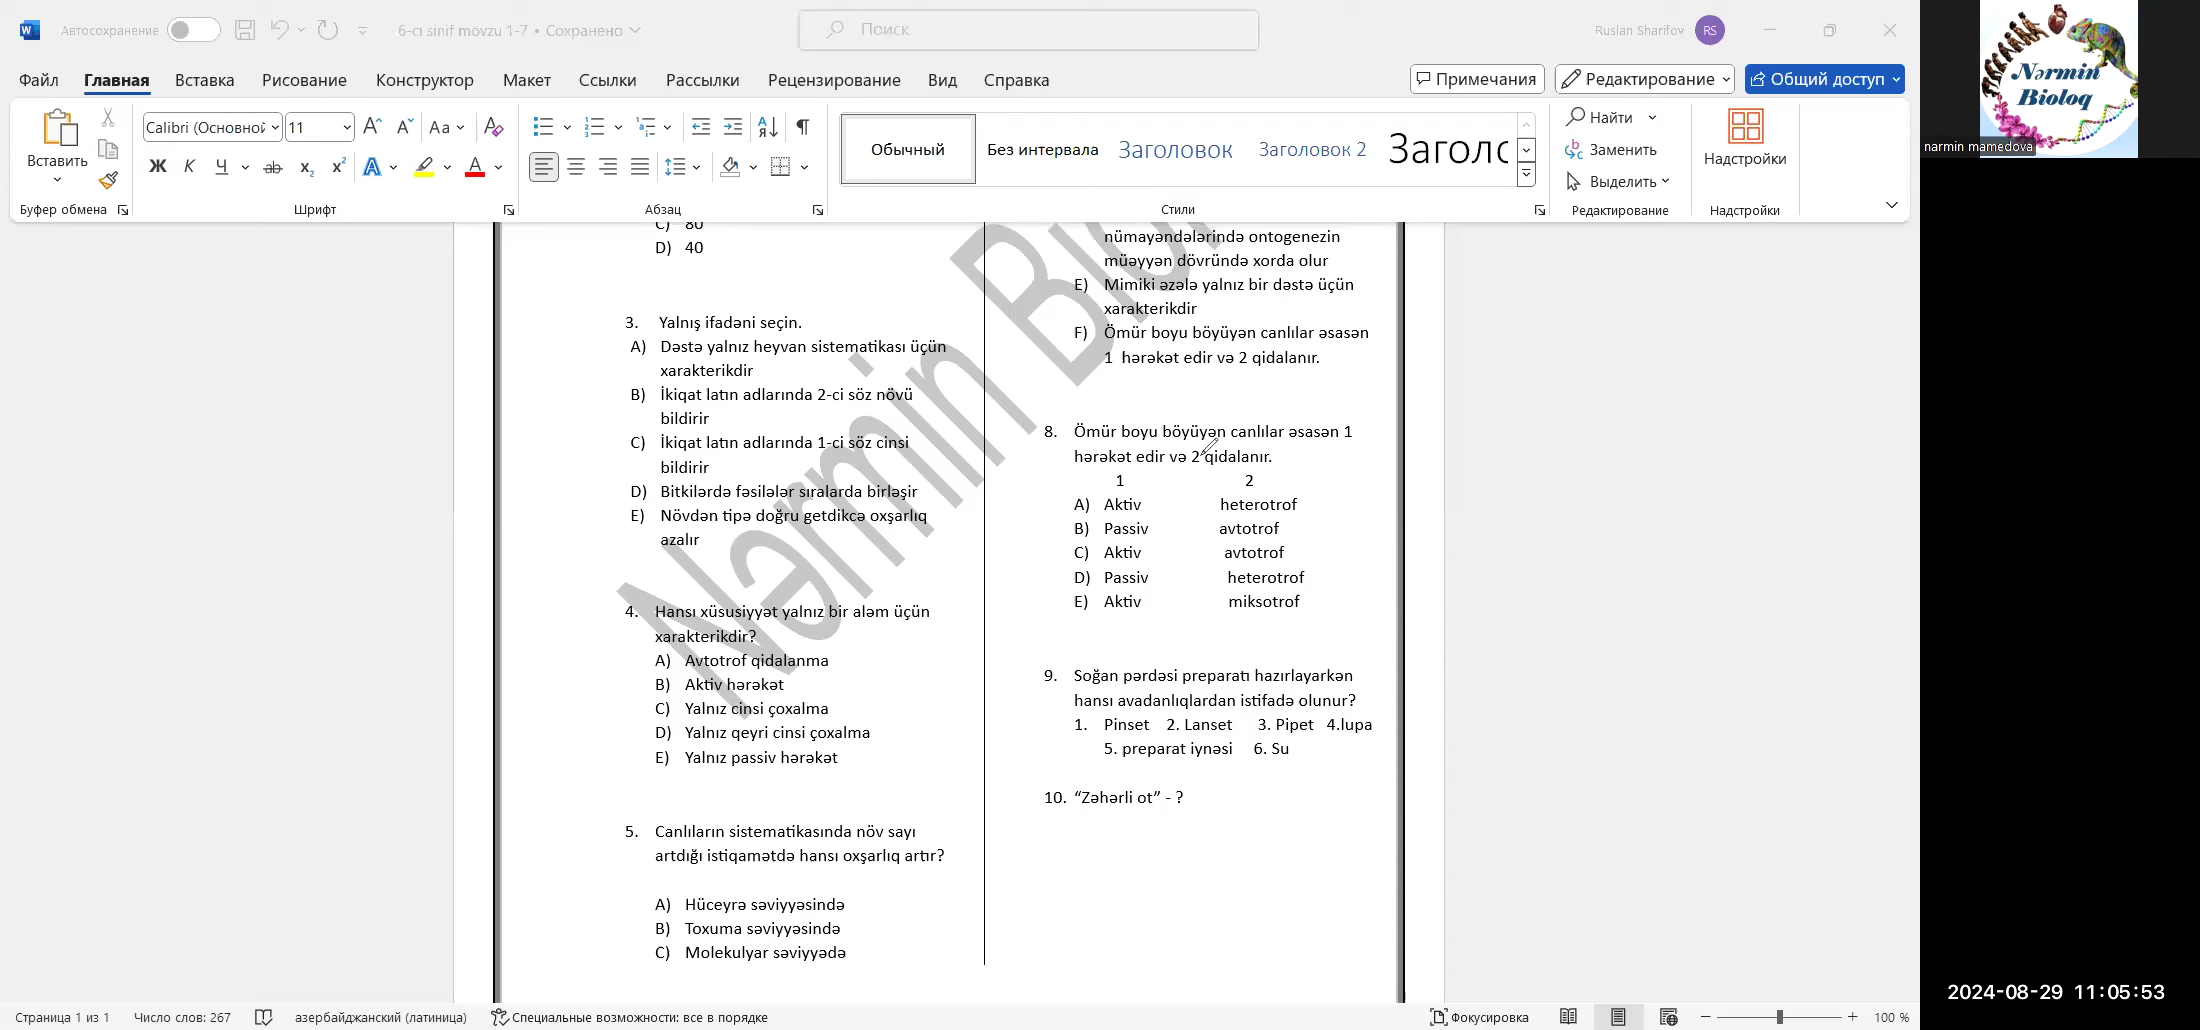 Автосохранение
6-cı sinif mövzu 1-7 • Сохранено
Поиск
Ruslan Sharifov
RS
Файл Главная Вставка Рисование Конструктор Макет Ссылки Рассылки Рецензирование Вид Справка
Примечания Редактирование Общий доступ
Вставить
Calibri (Основной 11
Обычный Без интервала Заголовок Заголовок 2 Заголо
Найти
Заменить
Выделить
Надстройки
Буфер обмена Шрифт Абзац Стили Редактирование Надстройки
C) 80
D) 40
3. Yalnış ifadəni seçin.
A) Dəstə yalnız heyvan sistematikası üçün
xarakterikdir
B) İkiqat latın adlarında 2-ci söz növü
bildirir
C) İkiqat latın adlarında 1-ci söz cinsi
bildirir
D) Bitkilərdə fəsilələr sıralarda birləşir
E) Növdən tipə doğru getdikcə oxşarlıq
azalır
4. Hansı xüsusiyyət yalnız bir aləm üçün
xarakterikdir?
A) Avtotrof qidalanma
B) Aktiv hərəkət
C) Yalnız cinsi çoxalma
D) Yalnız qeyri cinsi çoxalma
E) Yalnız passiv hərəkət
5. Canlıların sistematikasında növ sayı
artdığı istiqamətdə hansı oxşarlıq artır?
A) Hüceyrə səviyyəsində
B) Toxuma səviyyəsində
C) Molekulyar səviyyədə
nümayəndələrində ontogenezin
müəyyən dövründə xorda olur
E) Mimiki əzələ yalnız bir dəstə üçün
xarakterikdir
F) Ömür boyu böyüyən canlılar əsasən
1 hərəkət edir və 2 qidalanır.
8. Ömür boyu böyüyən canlılar əsasən 1
hərəkət edir və 2 qidalanır.
1 2
A) Aktiv heterotrof
B) Passiv avtotrof
C) Aktiv avtotrof
D) Passiv heterotrof
E) Aktiv miksotrof
9. Soğan pərdəsi preparatı hazırlayarkən
hansı avadanlıqlardan istifadə olunur?
1. Pinset 2. Lanset 3. Pipet 4.lupa
5. preparat iynəsi 6. Su
10. “Zəhərli ot” - ?
Nərmin Biol
Nərmin
Bioloq
narmin mamedova
2024-08-29 11:05:53
Страница 1 из 1 Число слов: 267 азербайджанский (латиница) Специальные возможности: все в порядке Фокусировка 100 %